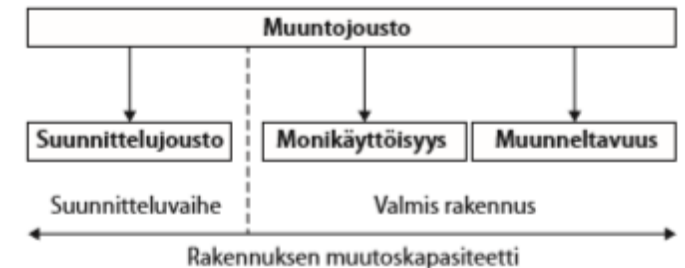 Muuntojousto
Suunnittelujousto Monikäyttöisyys Muunneltavuus
Suunnitteluvaihe Valmis rakennus
Rakennuksen muutoskapasiteetti